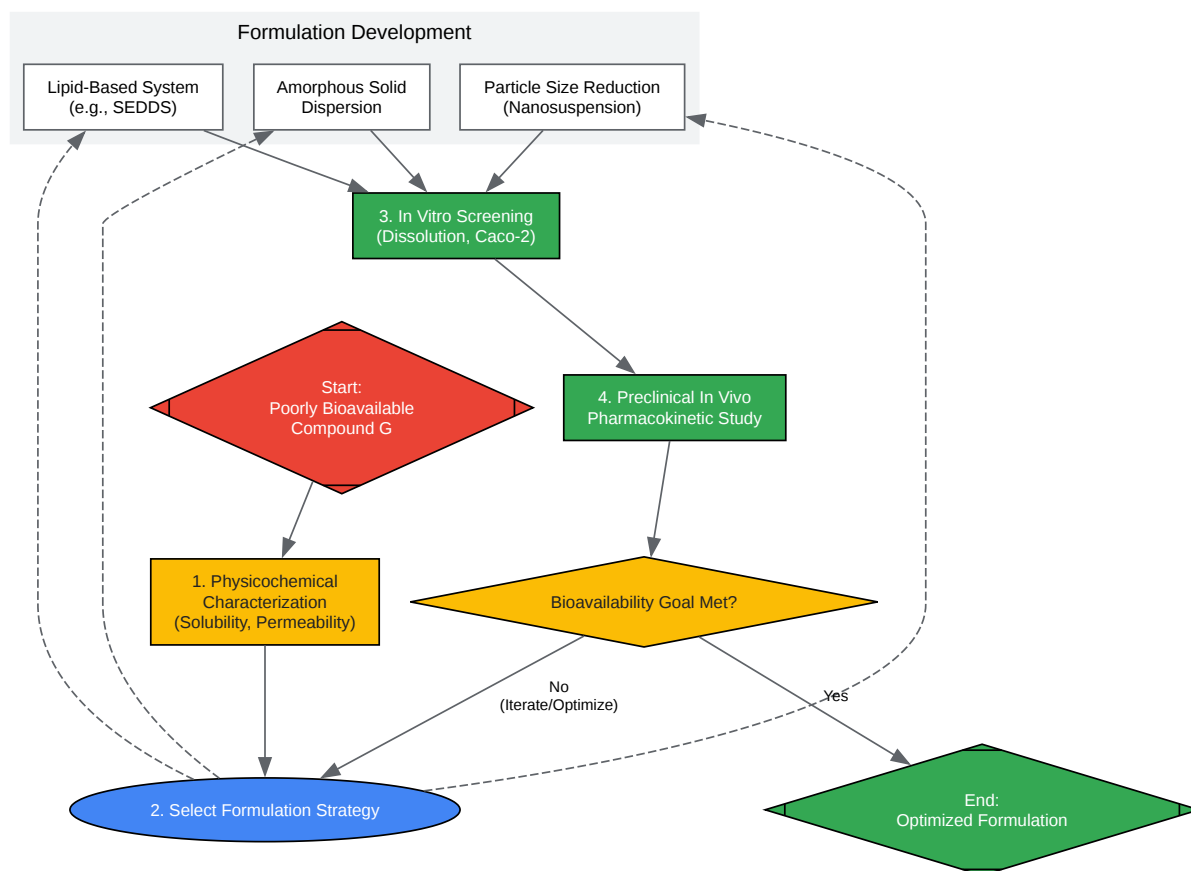 Formulation Development
Lipid-Based System
(e.g., SEDDS)
Amorphous Solid
Dispersion
Particle Size Reduction
(Nanosuspension)
3. In Vitro Screening
(Dissolution, Caco-2)
Start:
Poorly Bioavailable
Compound G
4. Preclinical In Vivo
Pharmacokinetic Study
1. Physicochemical
Characterization
(Solubility, Permeability)
Bioavailability Goal Met?
No
(Iterate/Optimize)
Yes
2. Select Formulation Strategy
End:
Optimized Formulation